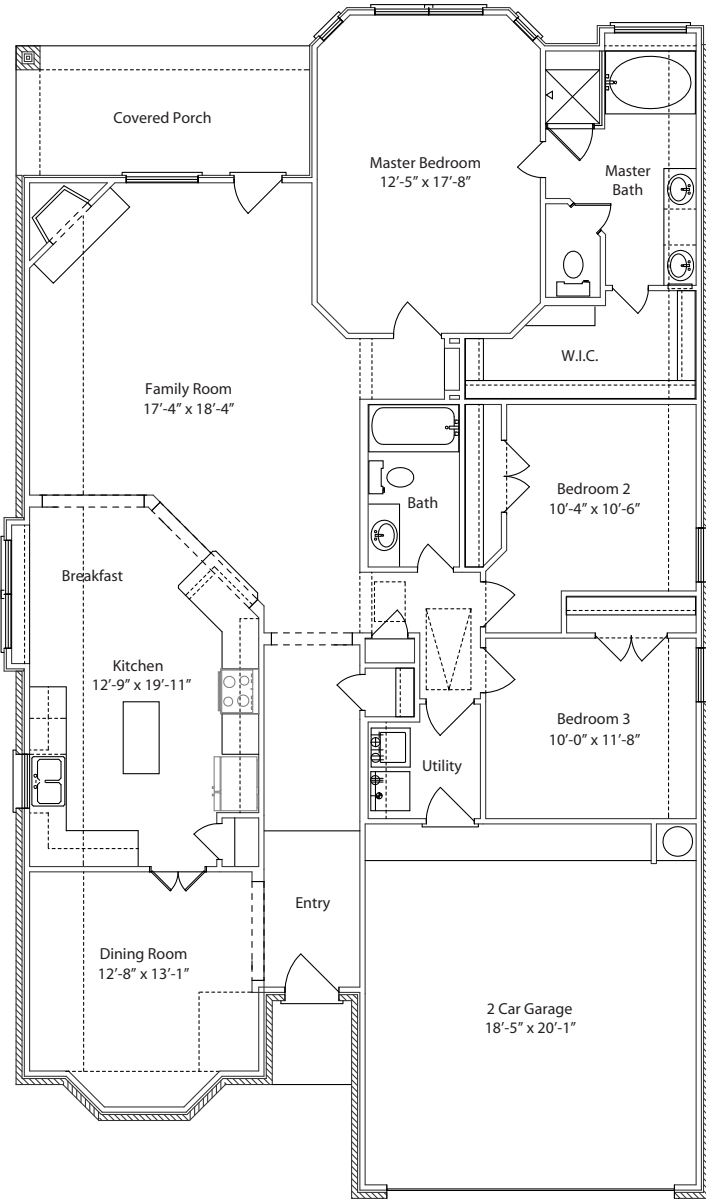 Covered Porch
Master Bedroom
12’-5” x 17’-8”
Master
Bath
W.I.C.
Family Room
17’-4” x 18’-4”
Bath
Bedroom 2
10’-4” x 10’-6”
Breakfast
Kitchen
12’-9” x 19’-11”
Bedroom 3
10’-0” x 11’-8”
Utility
Entry
Dining Room
12’-8” x 13’-1”
2 Car Garage
18’-5” x 20’-1”